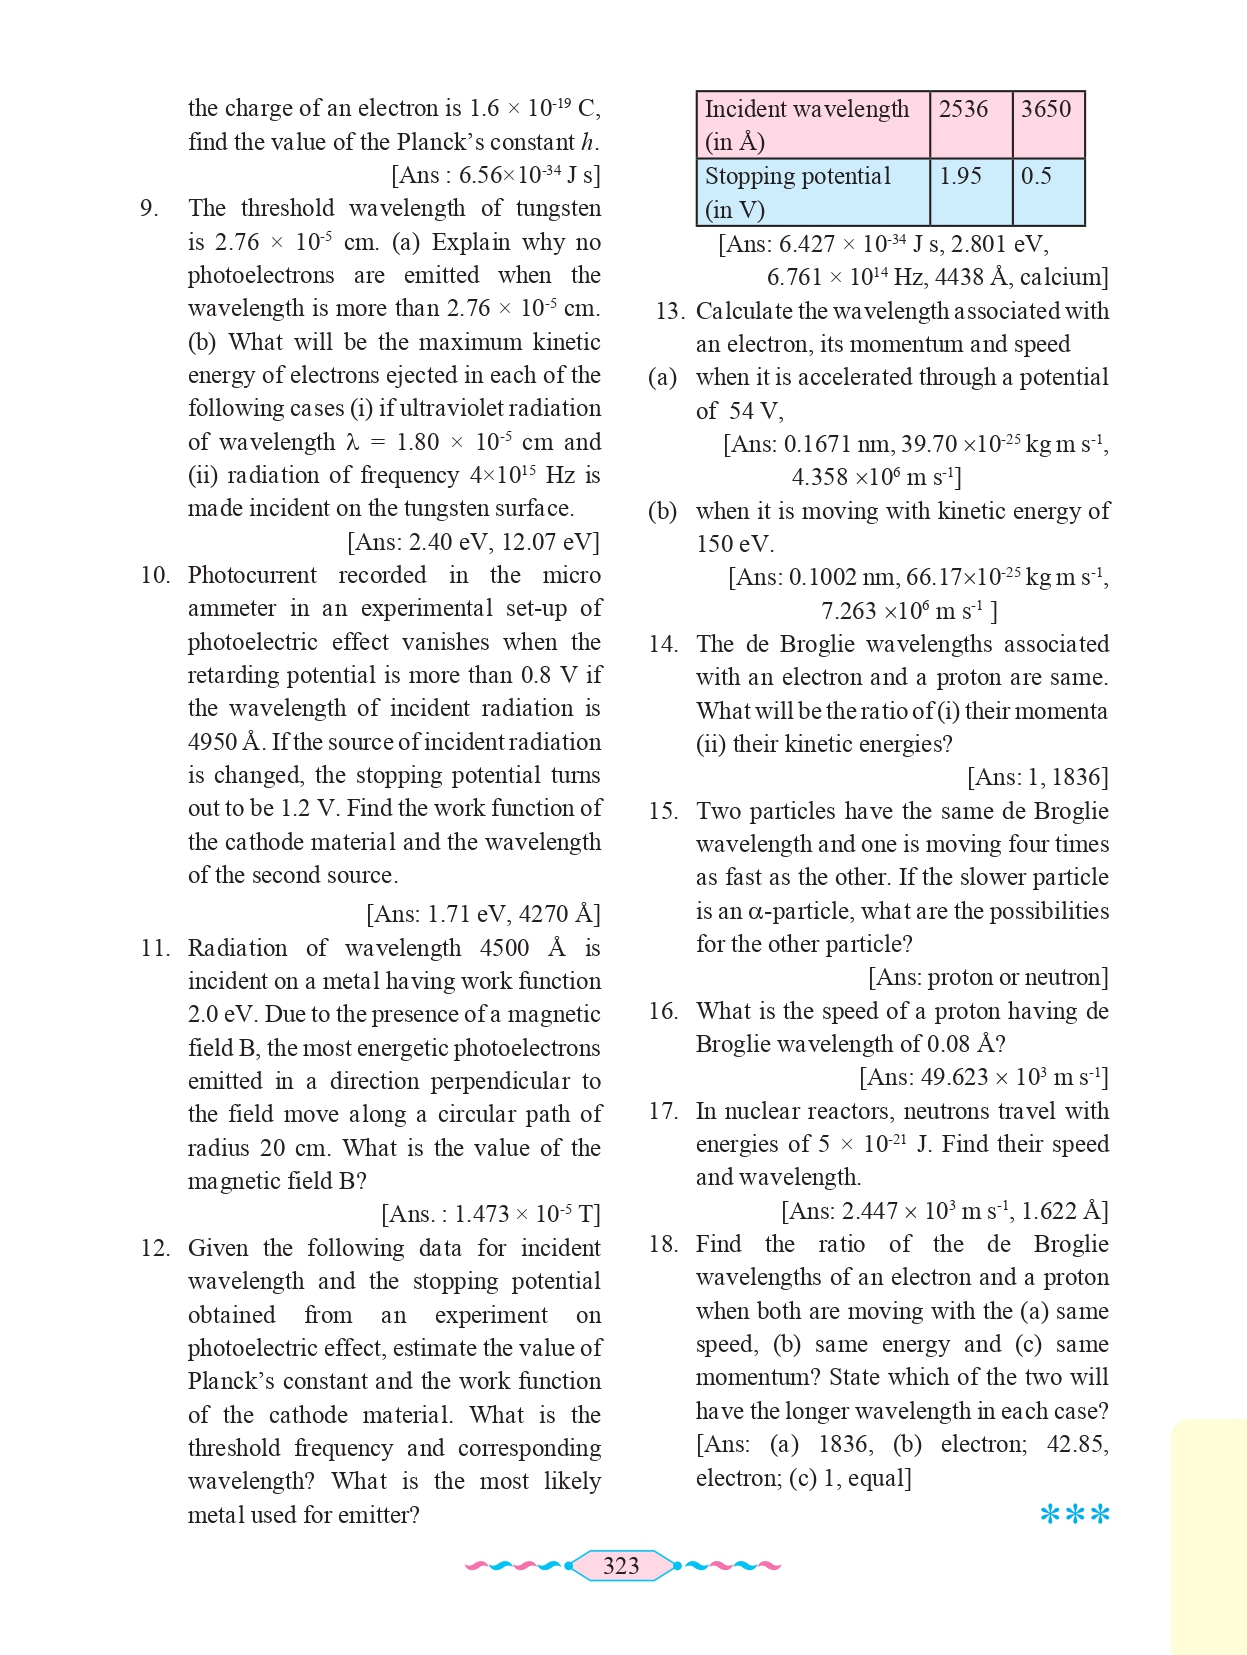 the charge of an electron is 1.6 × 10⁻¹⁹ C,
find the value of the Planck's constant h.
[Ans : 6.56×10⁻³⁴ J s]
9. The threshold wavelength of tungsten
is 2.76 × 10⁻⁵ cm. (a) Explain why no
photoelectrons are emitted when the
wavelength is more than 2.76 × 10⁻⁵ cm.
(b) What will be the maximum kinetic
energy of electrons ejected in each of the
following cases (i) if ultraviolet radiation
of wavelength λ = 1.80 × 10⁻⁵ cm and
(ii) radiation of frequency 4×10¹⁵ Hz is
made incident on the tungsten surface.
[Ans: 2.40 eV, 12.07 eV]
10. Photocurrent recorded in the micro
ammeter in an experimental set-up of
photoelectric effect vanishes when the
retarding potential is more than 0.8 V if
the wavelength of incident radiation is
4950 Å. If the source of incident radiation
is changed, the stopping potential turns
out to be 1.2 V. Find the work function of
the cathode material and the wavelength
of the second source.
[Ans: 1.71 eV, 4270 Å]
11. Radiation of wavelength 4500 Å is
incident on a metal having work function
2.0 eV. Due to the presence of a magnetic
field B, the most energetic photoelectrons
emitted in a direction perpendicular to
the field move along a circular path of
radius 20 cm. What is the value of the
magnetic field B?
[Ans. : 1.473 × 10⁻⁵ T]
12. Given the following data for incident
wavelength and the stopping potential
obtained from an experiment on
photoelectric effect, estimate the value of
Planck's constant and the work function
of the cathode material. What is the
threshold frequency and corresponding
wavelength? What is the most likely
metal used for emitter?
Incident wavelength 2536 3650
(in Å)
Stopping potential 1.95 0.5
(in V)
[Ans: 6.427 × 10⁻³⁴ J s, 2.801 eV,
6.761 × 10¹⁴ Hz, 4438 Å, calcium]
13. Calculate the wavelength associated with
an electron, its momentum and speed
(a) when it is accelerated through a potential
of 54 V,
[Ans: 0.1671 nm, 39.70 ×10⁻²⁵ kg m s⁻¹,
4.358 ×10⁶ m s⁻¹]
(b) when it is moving with kinetic energy of
150 eV.
[Ans: 0.1002 nm, 66.17×10⁻²⁵ kg m s⁻¹,
7.263 ×10⁶ m s⁻¹ ]
14. The de Broglie wavelengths associated
with an electron and a proton are same.
What will be the ratio of (i) their momenta
(ii) their kinetic energies?
[Ans: 1, 1836]
15. Two particles have the same de Broglie
wavelength and one is moving four times
as fast as the other. If the slower particle
is an α-particle, what are the possibilities
for the other particle?
[Ans: proton or neutron]
16. What is the speed of a proton having de
Broglie wavelength of 0.08 Å?
[Ans: 49.623 × 10³ m s⁻¹]
17. In nuclear reactors, neutrons travel with
energies of 5 × 10⁻²¹ J. Find their speed
and wavelength.
[Ans: 2.447 × 10³ m s⁻¹, 1.622 Å]
18. Find the ratio of the de Broglie
wavelengths of an electron and a proton
when both are moving with the (a) same
speed, (b) same energy and (c) same
momentum? State which of the two will
have the longer wavelength in each case?
[Ans: (a) 1836, (b) electron; 42.85,
electron; (c) 1, equal]
***
323